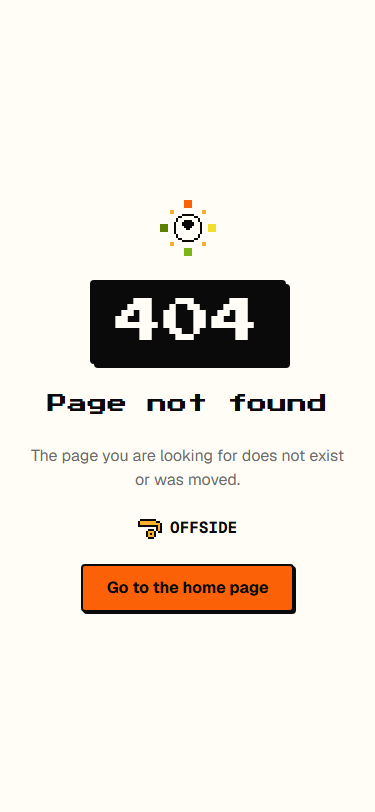 404
Page not found
The page you are looking for does not exist
or was moved.
OFFSIDE
Go to the home page